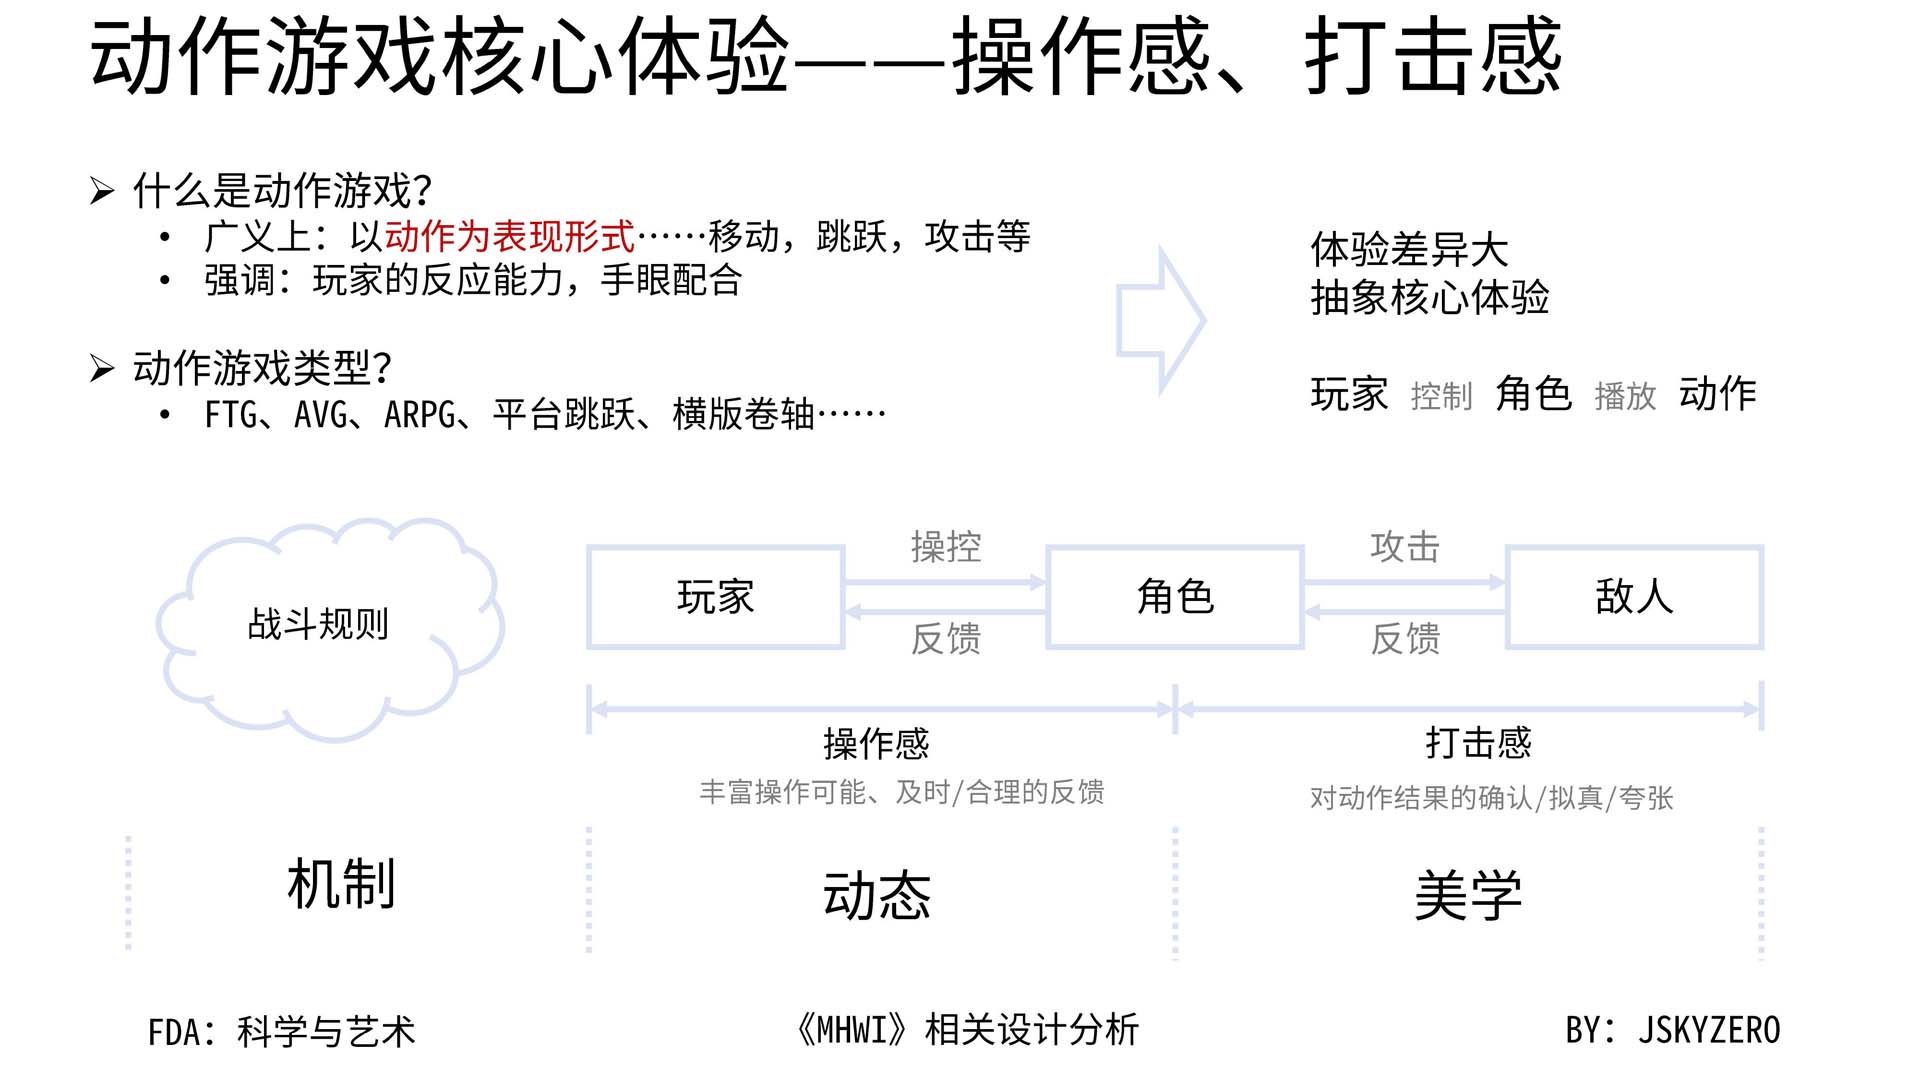 动作游戏核心体验——操作感、打击感
什么是动作游戏？
广义上：以动作为表现形式……移动，跳跃，攻击等
强调：玩家的反应能力，手眼配合
动作游戏类型？
FTG、AVG、ARPG、平台跳跃、横版卷轴……
体验差异大
抽象核心体验
玩家 控制 角色 播放 动作
战斗规则
玩家
操控
反馈
角色
攻击
反馈
敌人
操作感
丰富操作可能、及时/合理的反馈
打击感
对动作结果的确认/拟真/夸张
机制
动态
美学
FDA：科学与艺术
《MHWI》相关设计分析
BY：JSKYZERO